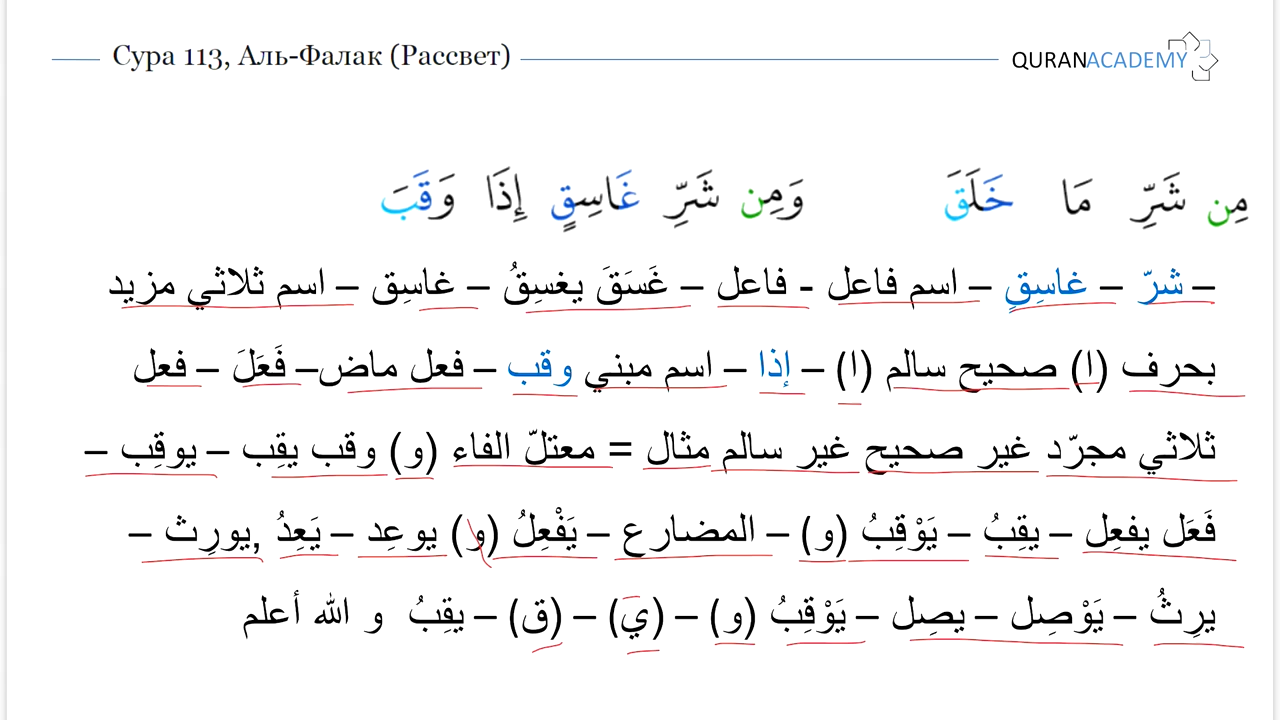 Сура 113, Аль-Фалак (Рассвет)
QURANACADEMY
مِن شَرِّ مَا خَلَقَ وَمِن شَرِّ غَاسِقٍ إِذَا وَقَبَ
– شرّ – غاسِقٍ – اسم فاعل - فاعل – غَسَقَ يغسِقُ – غاسِق – اسم ثلاثي مزيد
بحرف (ا) صحيح سالم (ا) – إذا – اسم مبني وقب – فعل ماض– فَعَلَ – فعل
ثلاثي مجرّد غير صحيح غير سالم مثال = معتلّ الفاء (و) وقب يقِب – يوقِب –
فَعَل يفعِل – يقِبُ – يَوْقِبُ (و) – المضارع – يَفْعِلُ (و) يوعِد – يَعِدُ ,يورِث –
يرِثُ – يَوْصِل – يصِل – يَوْقِبُ (و) – (يَ) – (ق) – يقِبُ و الله أعلم